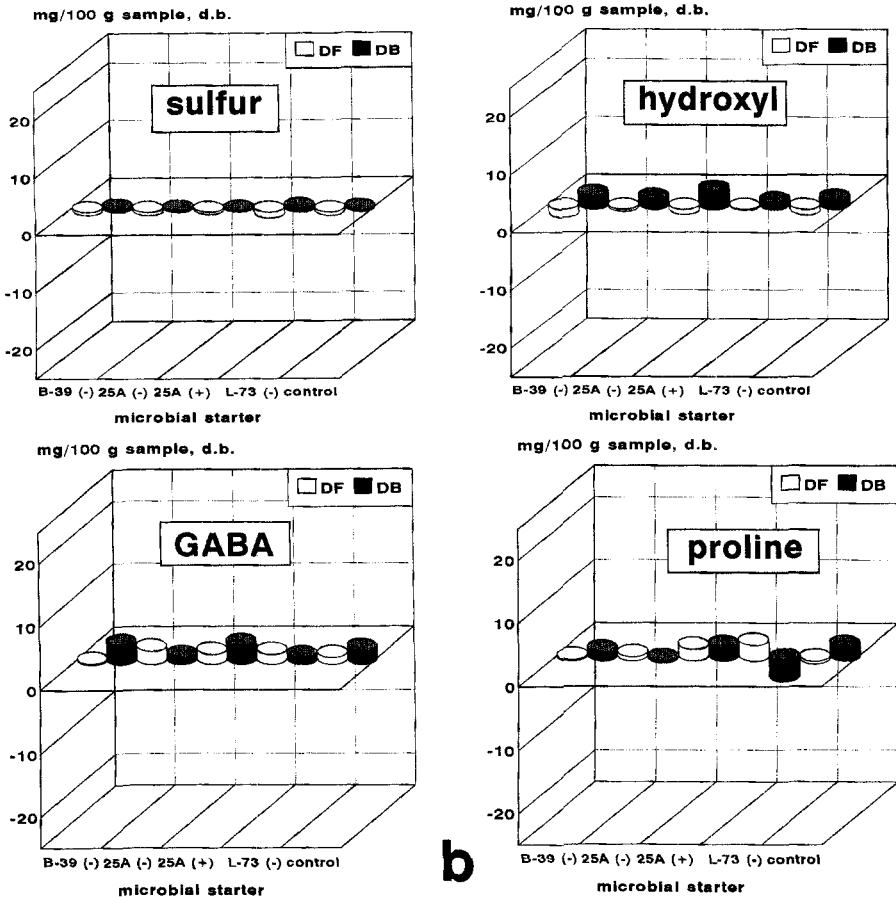 mg/100 g sample, d.b.
DF DB
sulfur
20
10
0
-10
-20
B-39 (-) 25A (-) 25A (+) L-73 (-) control
microbial starter
mg/100 g sample, d.b.
DF DB
hydroxyl
20
10
0
-10
-20
B-39 (-) 25A (-) 25A (+) L-73 (-) control
microbial starter
mg/100 g sample, d.b.
DF DB
GABA
20
10
0
-10
-20
B-39 (-) 25A (-) 25A (+) L-73 (-) control
microbial starter
mg/100 g sample, d.b.
DF DB
proline
20
10
0
-10
-20
B-39 (-) 25A (-) 25A (+) L-73 (-) control
microbial starter
b